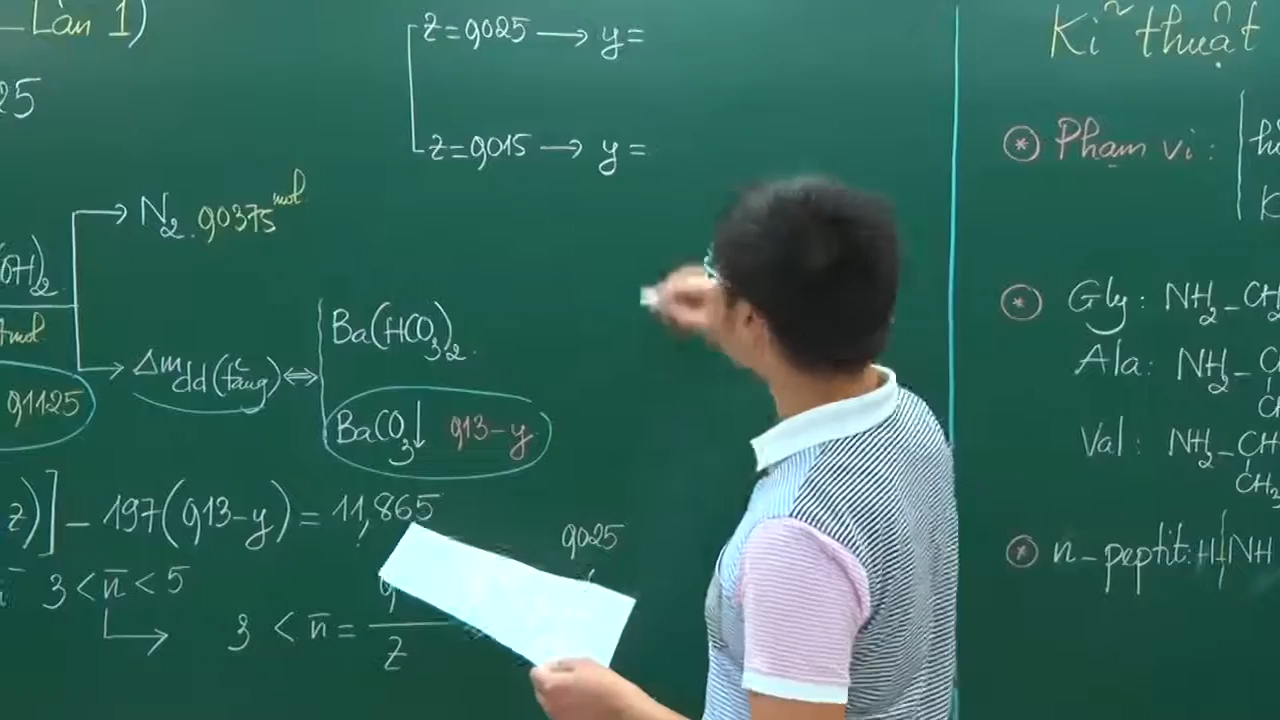 Lần 1)
25
(OH)₂
mol
0,1125
N₂ 0,0375 mol
Δm dd (tăng) ⇔
Ba(HCO₃)₂
BaCO₃↓ 0,13-y
z)] - 197(0,13-y) = 11,865
3 < n̄ < 5
3 < n̄ =
z
0,025
z=0,025 → y=
z=0,015 → y=
Kĩ thuật
⊛ Phạm vi:
⊛ Gly: NH₂-CH₂
Ala: NH₂-
Val: NH₂-CH
CH₃
⊛ n-peptit: H NH